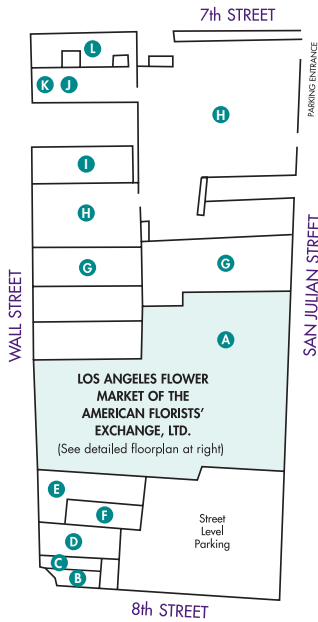 7th STREET
L
K J
PARKING ENTRANCE
H
I
H
G
G
WALL STREET
SAN JULIAN STREET
A
LOS ANGELES FLOWER
MARKET OF THE
AMERICAN FLORISTS'
EXCHANGE, LTD.
(See detailed floorplan at right)
E
F
Street
Level
Parking
D
C
B
8th STREET